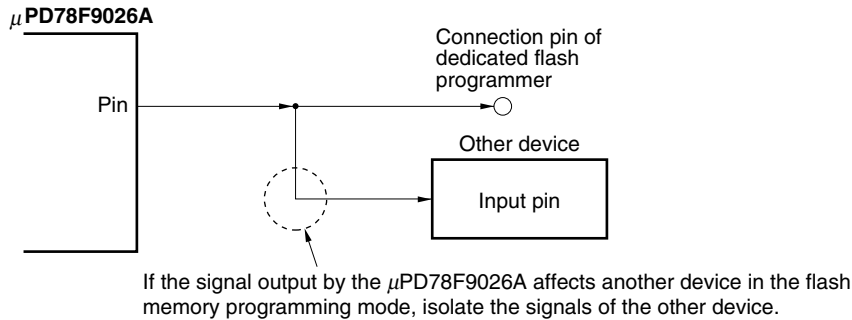 μPD78F9026A
Connection pin of
dedicated flash
programmer
Pin
Other device
Input pin
If the signal output by the μPD78F9026A affects another device in the flash
memory programming mode, isolate the signals of the other device.